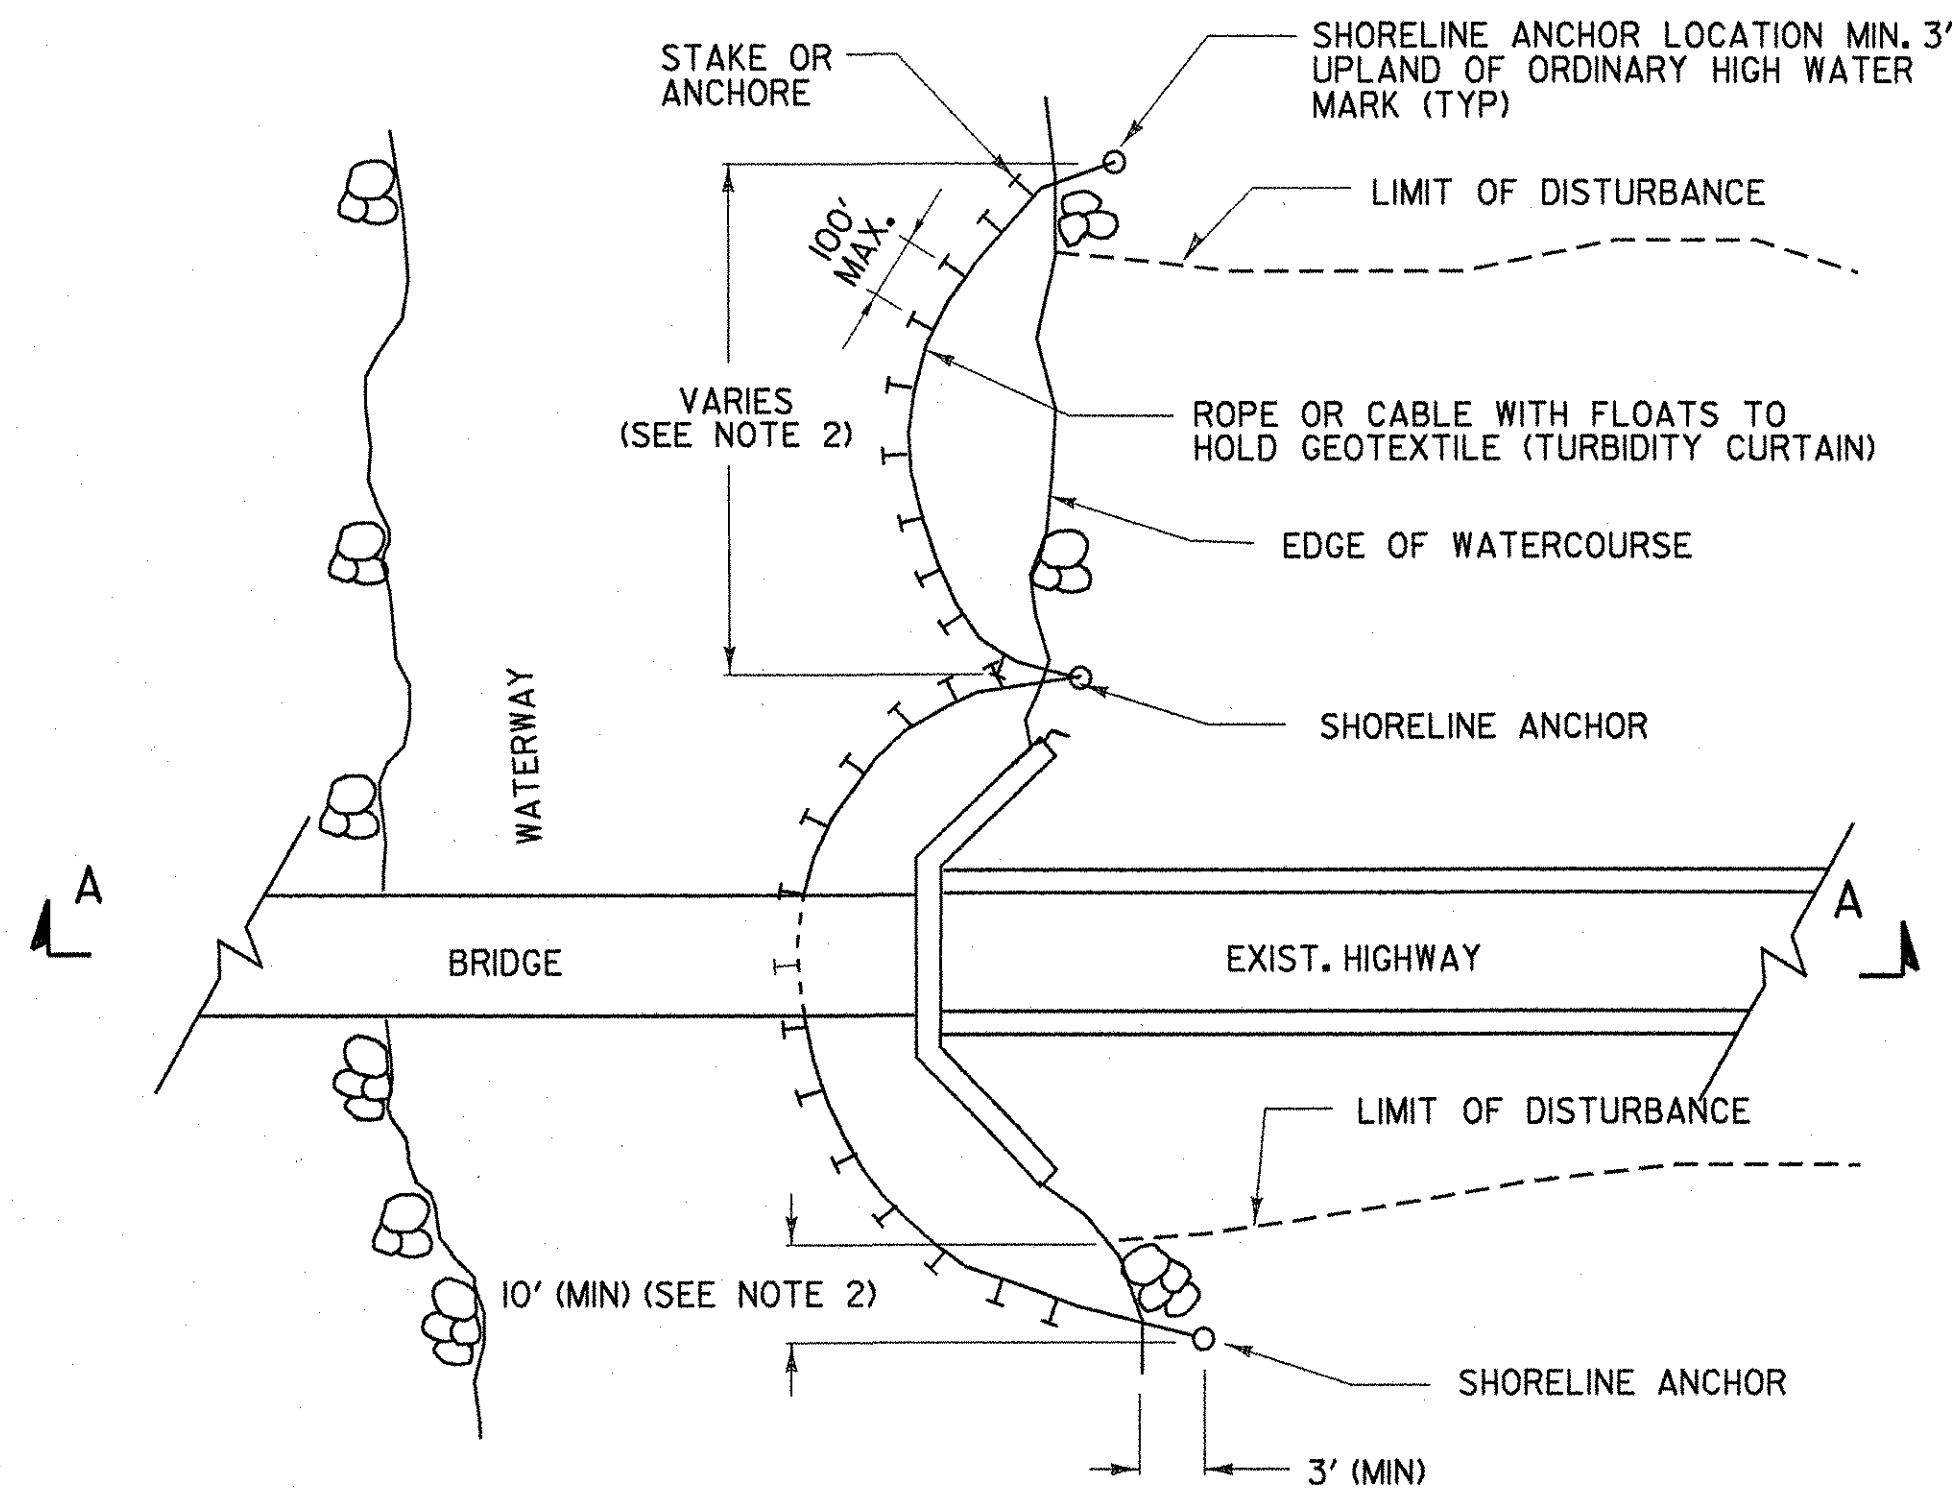 STAKE OR
ANCHORE
SHORELINE ANCHOR LOCATION MIN. 3'
UPLAND OF ORDINARY HIGH WATER
MARK (TYP)
LIMIT OF DISTURBANCE
100'
MAX.
VARIES
(SEE NOTE 2)
ROPE OR CABLE WITH FLOATS TO
HOLD GEOTEXTILE (TURBIDITY CURTAIN)
EDGE OF WATERCOURSE
WATERWAY
SHORELINE ANCHOR
A
A
BRIDGE
EXIST. HIGHWAY
LIMIT OF DISTURBANCE
10' (MIN) (SEE NOTE 2)
SHORELINE ANCHOR
3' (MIN)